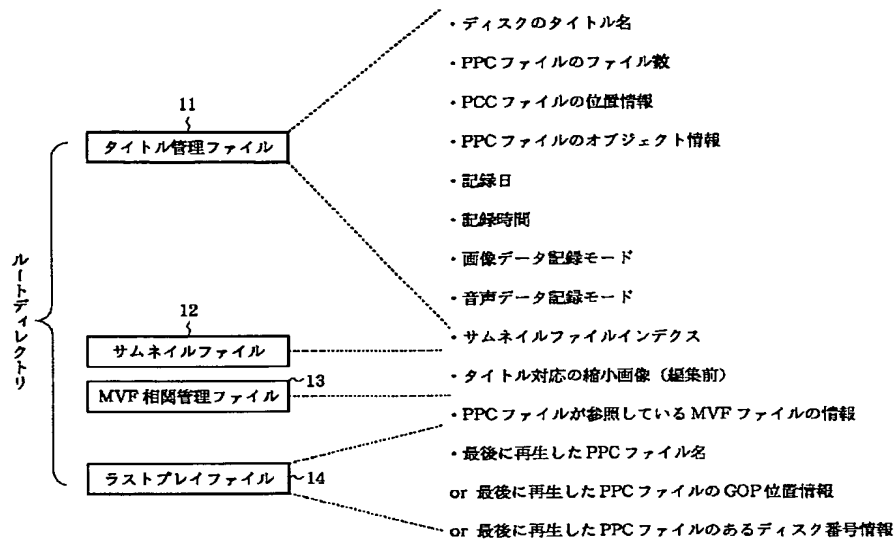 ・ディスクのタイトル名
・PPCファイルのファイル数
11
・PCCファイルの位置情報
タイトル管理ファイル
・PPCファイルのオブジェクト情報
・記録日
・記録時間
ルートディレクトリ
・画像データ記録モード
・音声データ記録モード
12
・サムネイルファイルインデクス
サムネイルファイル
・タイトル対応の縮小画像（編集前）
13
MVF相関管理ファイル
・PPCファイルが参照しているMVFファイルの情報
・最後に再生したPPCファイル名
ラストプレイファイル
14
or 最後に再生したPPCファイルのGOP位置情報
or 最後に再生したPPCファイルのあるディスク番号情報